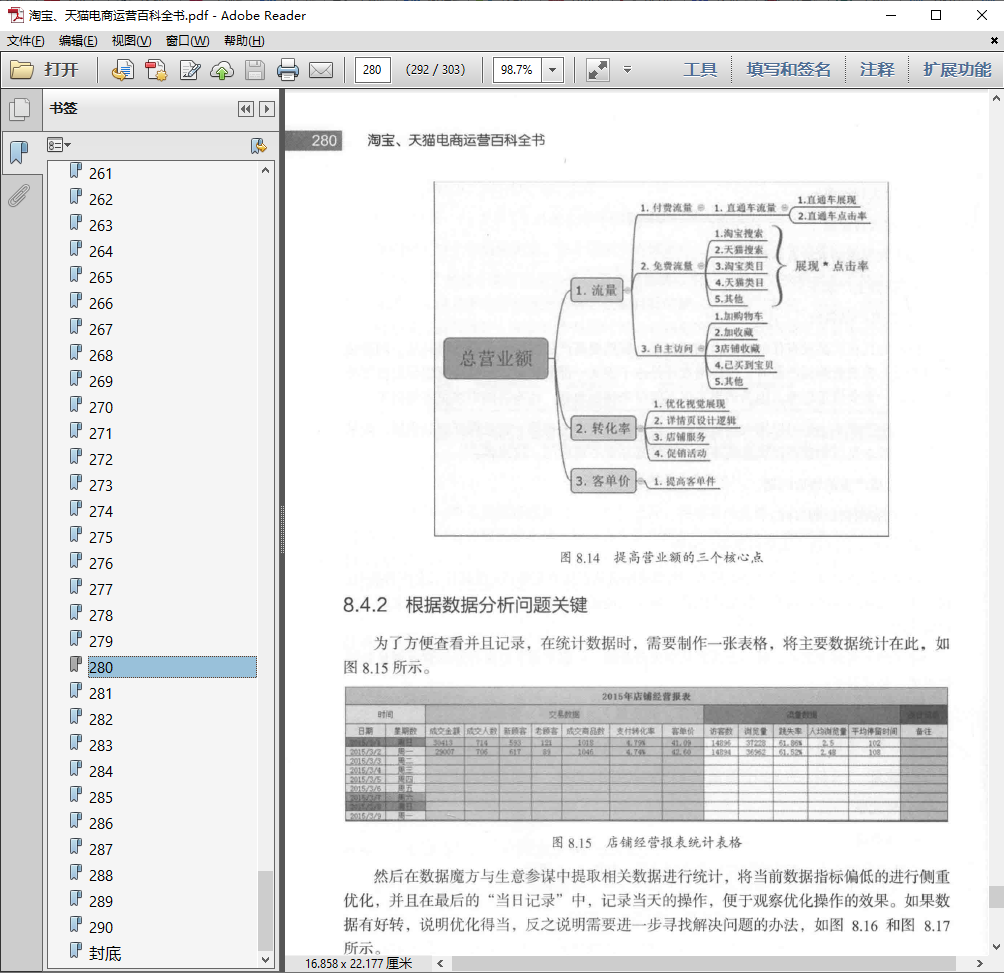 淘宝、天猫电商运营百科全书.pdf - Adobe Reader
文件(F) 编辑(E) 视图(V) 窗口(W) 帮助(H)
打开 280 (292 / 303) 98.7% 工具 填写和签名 注释 扩展功能
书签
261
262
263
264
265
266
267
268
269
270
271
272
273
274
275
276
277
278
279
280
281
282
283
284
285
286
287
288
289
290
封底
280 淘宝、天猫电商运营百科全书
总营业额
1. 流量
1. 付费流量 1. 直通车流量
1.直通车展现
2.直通车点击率
2. 免费流量
1.淘宝搜索
2.天猫搜索
3.淘宝类目
4.天猫类目
5.其他
展现 * 点击率
3. 自主访问
1.加购物车
2.加收藏
3店铺收藏
4.已买到宝贝
5.其他
2. 转化率
1. 优化视觉展现
2. 详情页设计逻辑
3. 店铺服务
4. 促销活动
3. 客单价 1. 提高客单件
图 8.14 提高营业额的三个核心点
8.4.2 根据数据分析问题关键
为了方便查看并且记录，在统计数据时，需要制作一张表格，将主要数据统计在此，如
图 8.15 所示。
2015年店铺经营报表
时间 交易数据 流量数据
日期 星期数 成交金额 成交人数 新顾客 老顾客 成交商品数 支付转化率 客单价 访客数 浏览量 跳失率 人均浏览量 平均停留时间 备注
2015/3/1 周日 30413 714 593 121 1018 4.79% 41.89 14896 37228 61.86% 2.5 102
2015/3/2 周一 29007 706 617 89 1046 4.74% 42.60 14894 36962 61.52% 2.48 108
2015/3/3 周二
2015/3/4 周三
2015/3/5 周四
2015/3/6 周五
2015/3/7 周六
2015/3/8 周日
2015/3/9 周一
图 8.15 店铺经营报表统计表格
然后在数据魔方与生意参谋中提取相关数据进行统计，将当前数据指标偏低的进行侧重
优化，并且在最后的“当日记录”中，记录当天的操作，便于观察优化操作的效果。如果数
据有好转，说明优化得当，反之说明需要进一步寻找解决问题的办法，如图 8.16 和图 8.17
所示。
16.858 x 22.177 厘米